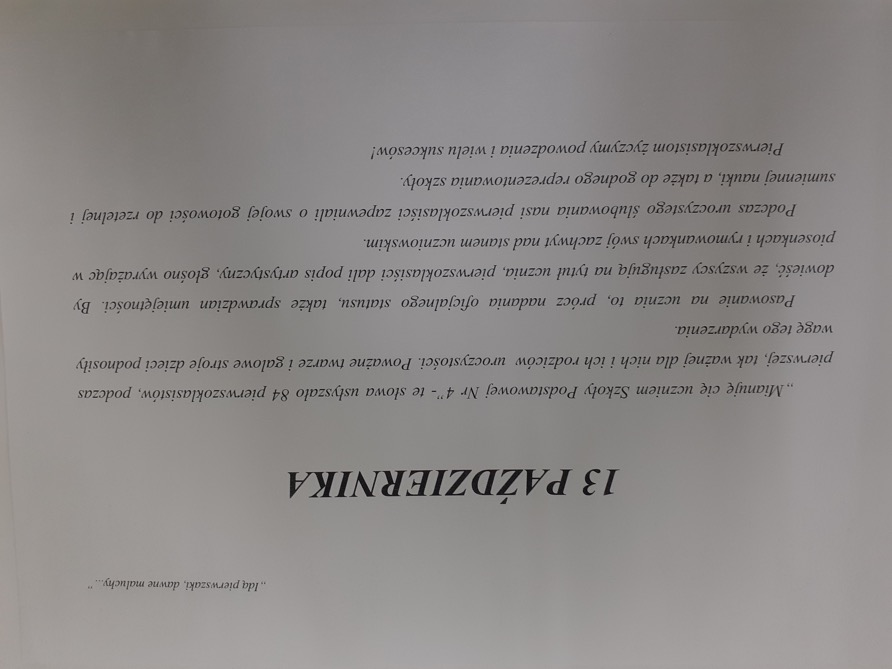 „Idą pierwszaki, dawne maluchy..."
13 PAŹDZIERNIKA
„Mianuję cię uczniem Szkoły Podstawowej Nr 4"- te słowa usłyszało 84 pierwszoklasistów, podczas
pierwszej, tak ważnej dla nich i ich rodziców uroczystości. Poważne twarze i galowe stroje dzieci podnosiły
wagę tego wydarzenia.
Pasowanie na ucznia to, prócz nadania oficjalnego statusu, także sprawdzian umiejętności. By
dowieść, że wszyscy zasługują na tytuł ucznia, pierwszoklasiści dali popis artystyczny, głośno wyrażając w
piosenkach i rymowankach swój zachwyt nad stanem uczniowskim.
Podczas uroczystego ślubowania nasi pierwszoklasiści zapewniali o swojej gotowości do rzetelnej i
sumiennej nauki, a także do godnego reprezentowania szkoły.
Pierwszoklasistom życzymy powodzenia i wielu sukcesów!